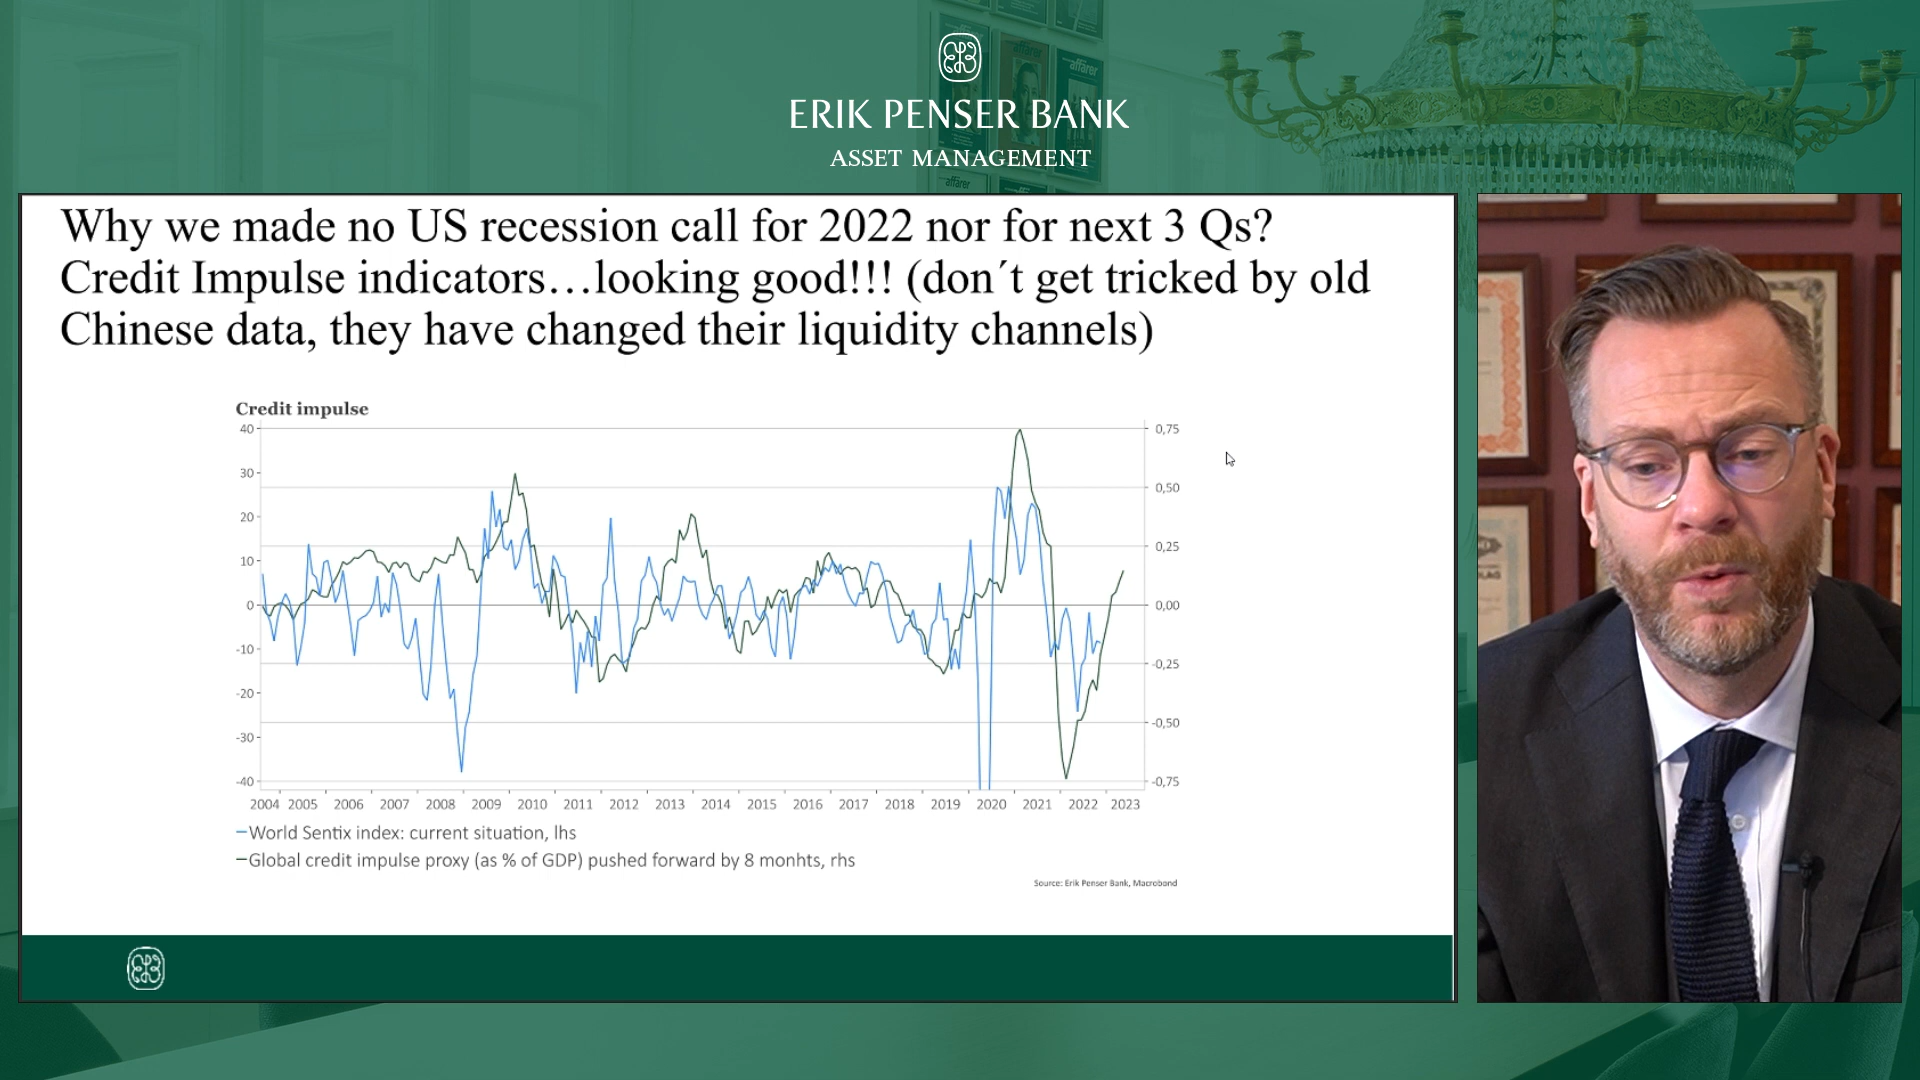 affärer
affärer
affärer
ERIK PENSER BANK
ASSET MANAGEMENT
Why we made no US recession call for 2022 nor for next 3 Qs?
Credit Impulse indicators…looking good!!! (don´t get tricked by old
Chinese data, they have changed their liquidity channels)
Credit impulse
40
30
20
10
0
-10
-20
-30
-40
0,75
0,50
0,25
0,00
-0,25
-0,50
-0,75
2004 2005 2006 2007 2008 2009 2010 2011 2012 2013 2014 2015 2016 2017 2018 2019 2020 2021 2022 2023
World Sentix index: current situation, lhs
Global credit impulse proxy (as % of GDP) pushed forward by 8 monhts, rhs
Source: Erik Penser Bank, Macrobond